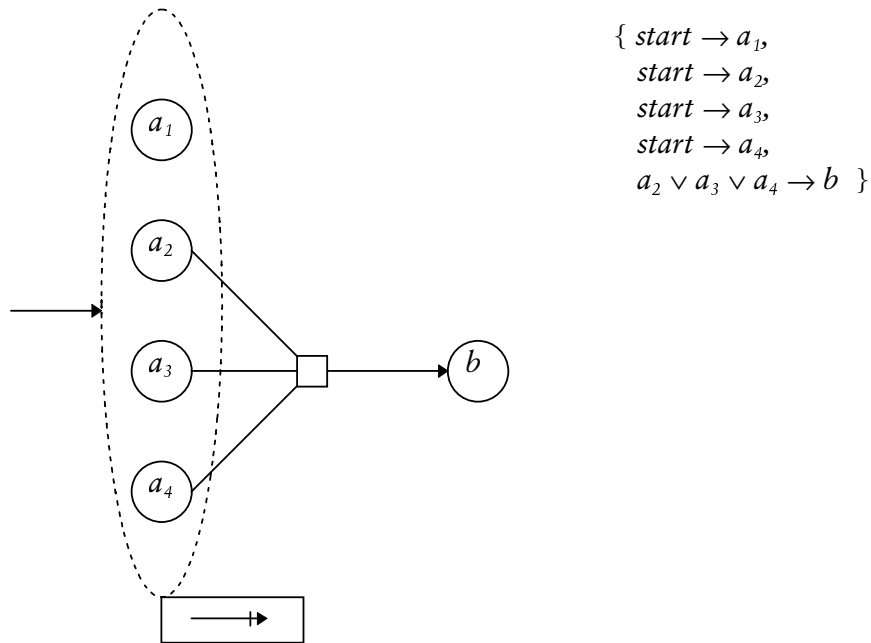 { start → a₁,
start → a₂,
start → a₃,
start → a₄,
a₂ ∨ a₃ ∨ a₄ → b }
a₁
a₂
a₃
b
a₄